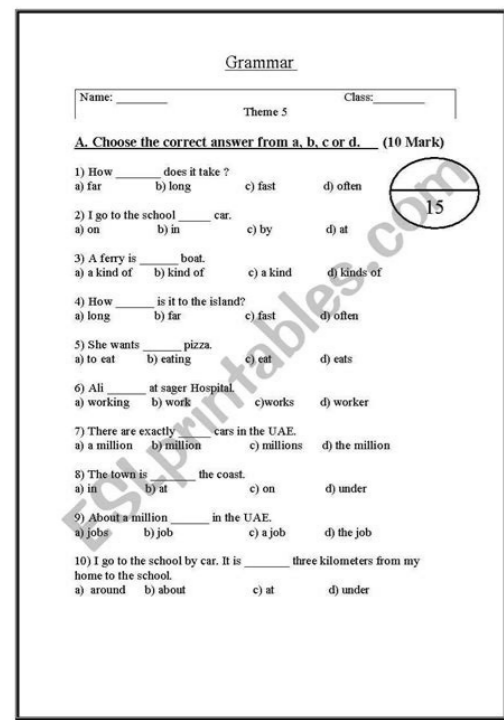 Grammar
Name: _________ Class:_________
Theme 5
A. Choose the correct answer from a, b, c or d. (10 Mark)
15
1) How _______ does it take ?
a) far b) long c) fast d) often
2) I go to the school _____ car.
a) on b) in c) by d) at
3) A ferry is ______ boat.
a) a kind of b) kind of c) a kind d) kinds of
4) How ______ is it to the island?
a) long b) far c) fast d) often
5) She wants ______ pizza.
a) to eat b) eating c) eat d) eats
6) Ali ______ at sager Hospital.
a) working b) work c)works d) worker
7) There are exactly _____ cars in the UAE.
a) a million b) million c) millions d) the million
8) The town is _______ the coast.
a) in b) at c) on d) under
9) About a million ______ in the UAE.
a) jobs b) job c) a job d) the job
10) I go to the school by car. It is _______ three kilometers from my
home to the school.
a) around b) about c) at d) under
ESLprintables.com